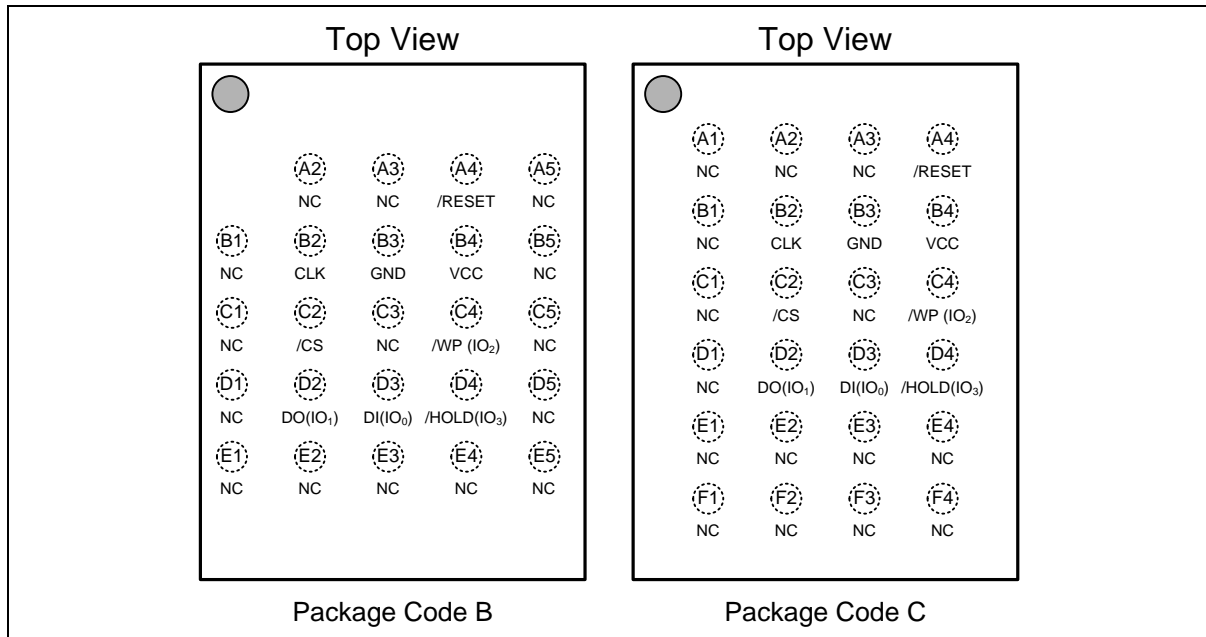 Top View
A2 A3 A4 A5
NC NC /RESET NC
B1 B2 B3 B4 B5
NC CLK GND VCC NC
C1 C2 C3 C4 C5
NC /CS NC /WP (IO₂) NC
D1 D2 D3 D4 D5
NC DO(IO₁) DI(IO₀) /HOLD(IO₃) NC
E1 E2 E3 E4 E5
NC NC NC NC NC
Package Code B
Top View
A1 A2 A3 A4
NC NC NC /RESET
B1 B2 B3 B4
NC CLK GND VCC
C1 C2 C3 C4
NC /CS NC /WP (IO₂)
D1 D2 D3 D4
NC DO(IO₁) DI(IO₀) /HOLD(IO₃)
E1 E2 E3 E4
NC NC NC NC
F1 F2 F3 F4
NC NC NC NC
Package Code C